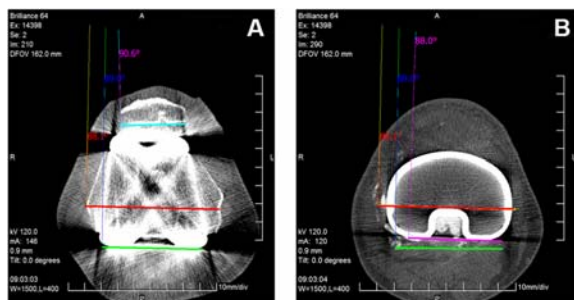 Brilliance 64
Ex: 14398
Se: 2
Im: 210
DFOV 162.0 mm
A
A
90.6°
R
L
kV 120.0
mA: 146
0.9 mm
Tilt: 0.0 degrees
09:03:03
W=1500:L=400
10mm/div
Brilliance 64
Ex: 14398
Se: 2
Im: 290
DFOV 162.0 mm
A
B
88.0°
R
L
kV 120.0
mA: 120
0.9 mm
Tilt: 0.0 degrees
09:03:04
W=1500:L=400
10mm/div